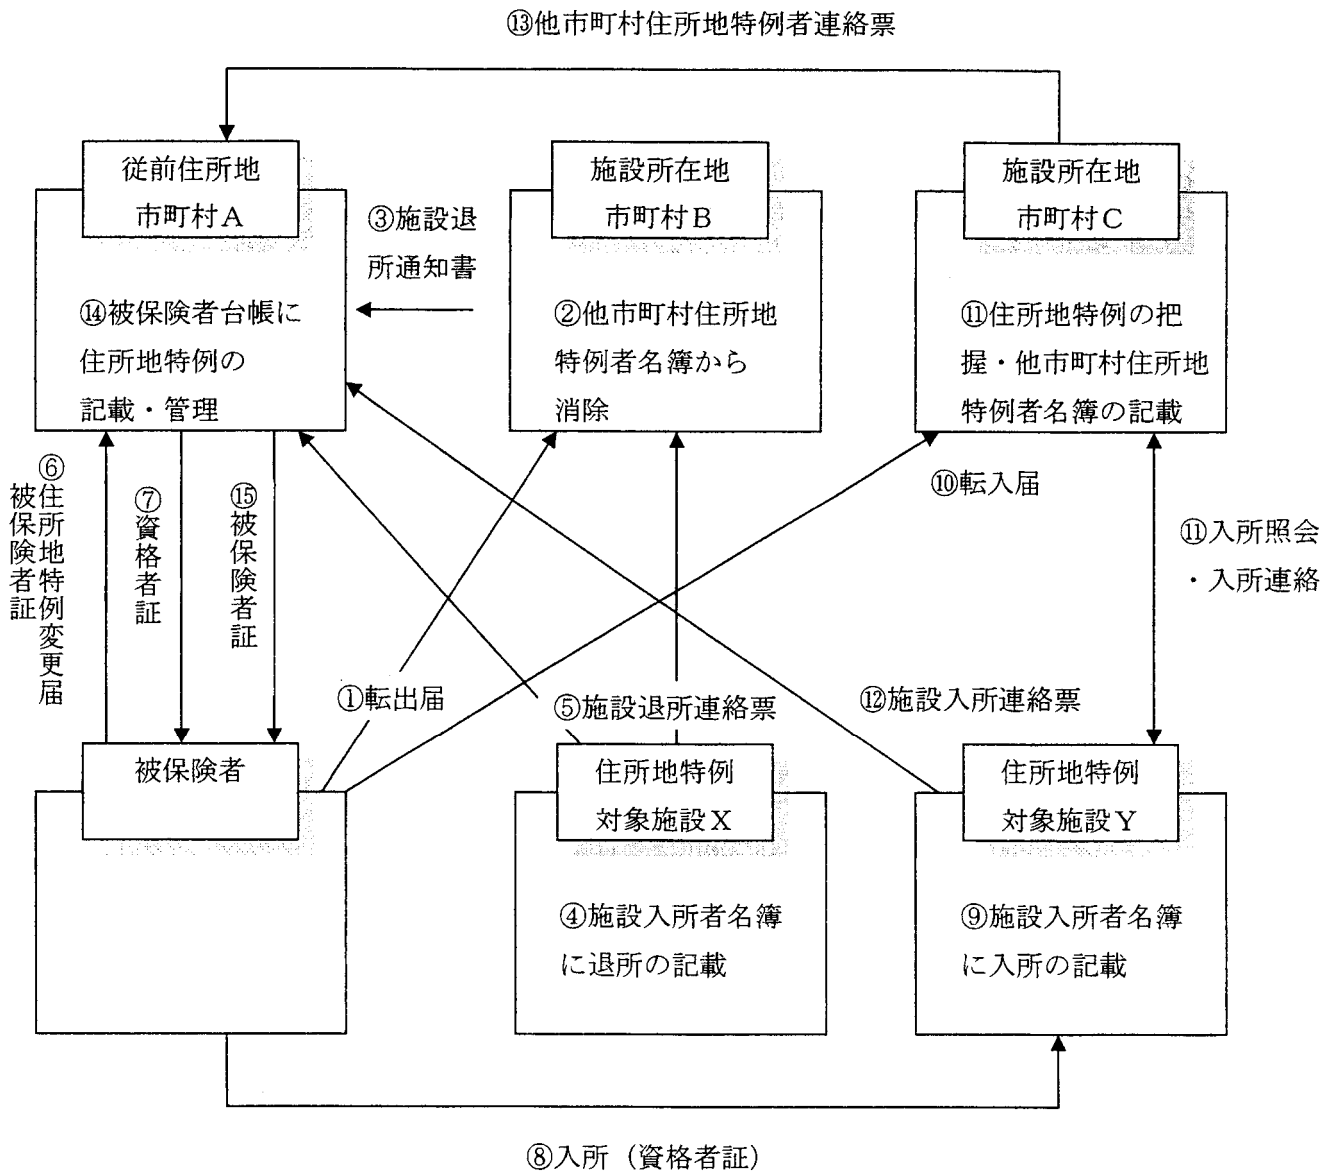 ⑬他市町村住所地特例者連絡票
従前住所地
市町村A
施設所在地
市町村B
施設所在地
市町村C
③施設退
所通知書
⑭被保険者台帳に
住所地特例の
記載・管理
②他市町村住所地
特例者名簿から
消除
⑪住所地特例の把
握・他市町村住所地
特例者名簿の記載
⑥住所地特例変更届
被保険者証
⑦資格者証
⑮被保険者証
⑩転入届
⑪入所照会
・入所連絡
①転出届
⑤施設退所連絡票
⑫施設入所連絡票
被保険者
住所地特例
対象施設X
住所地特例
対象施設Y
④施設入所者名簿
に退所の記載
⑨施設入所者名簿
に入所の記載
⑧入所（資格者証）